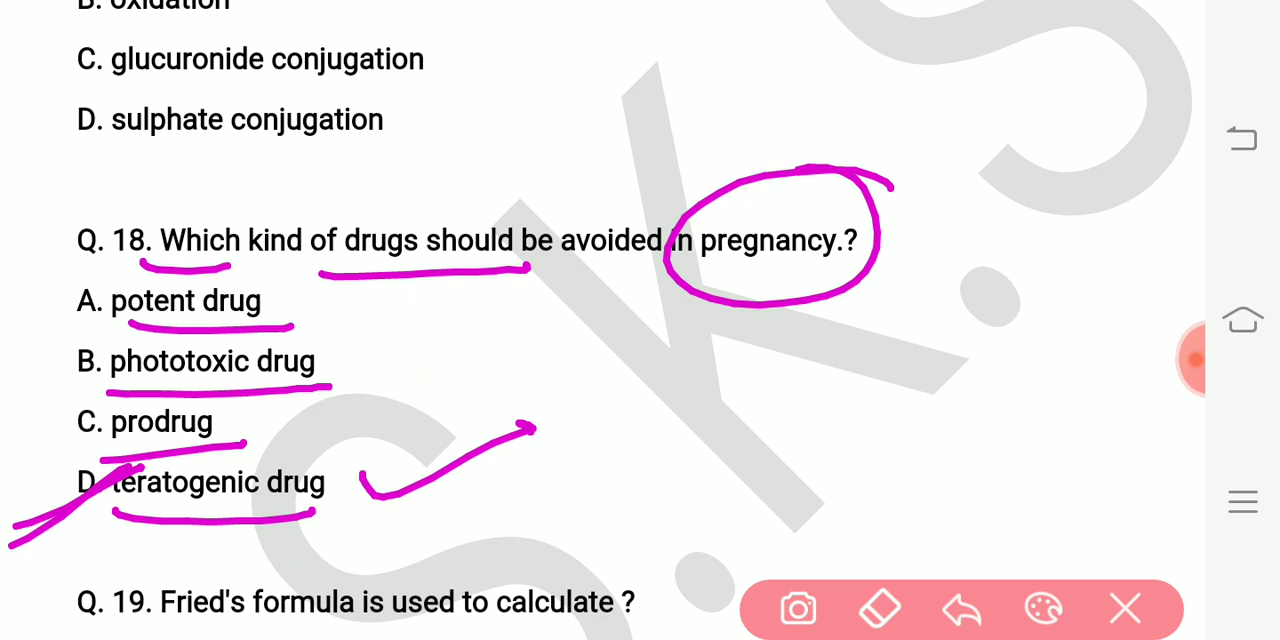 B. oxidation
C. glucuronide conjugation
D. sulphate conjugation
Q. 18. Which kind of drugs should be avoided in pregnancy.?
A. potent drug
B. phototoxic drug
C. prodrug
D. teratogenic drug
Q. 19. Fried's formula is used to calculate ?
S.K.S